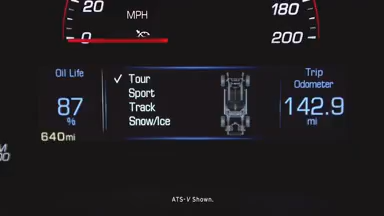 20
180
MPH
0
200
Oil Life
87
%
640mi
✓ Tour
Sport
Track
Snow/Ice
Trip
Odometer
142.9
mi
M
00
ATS-V Shown.